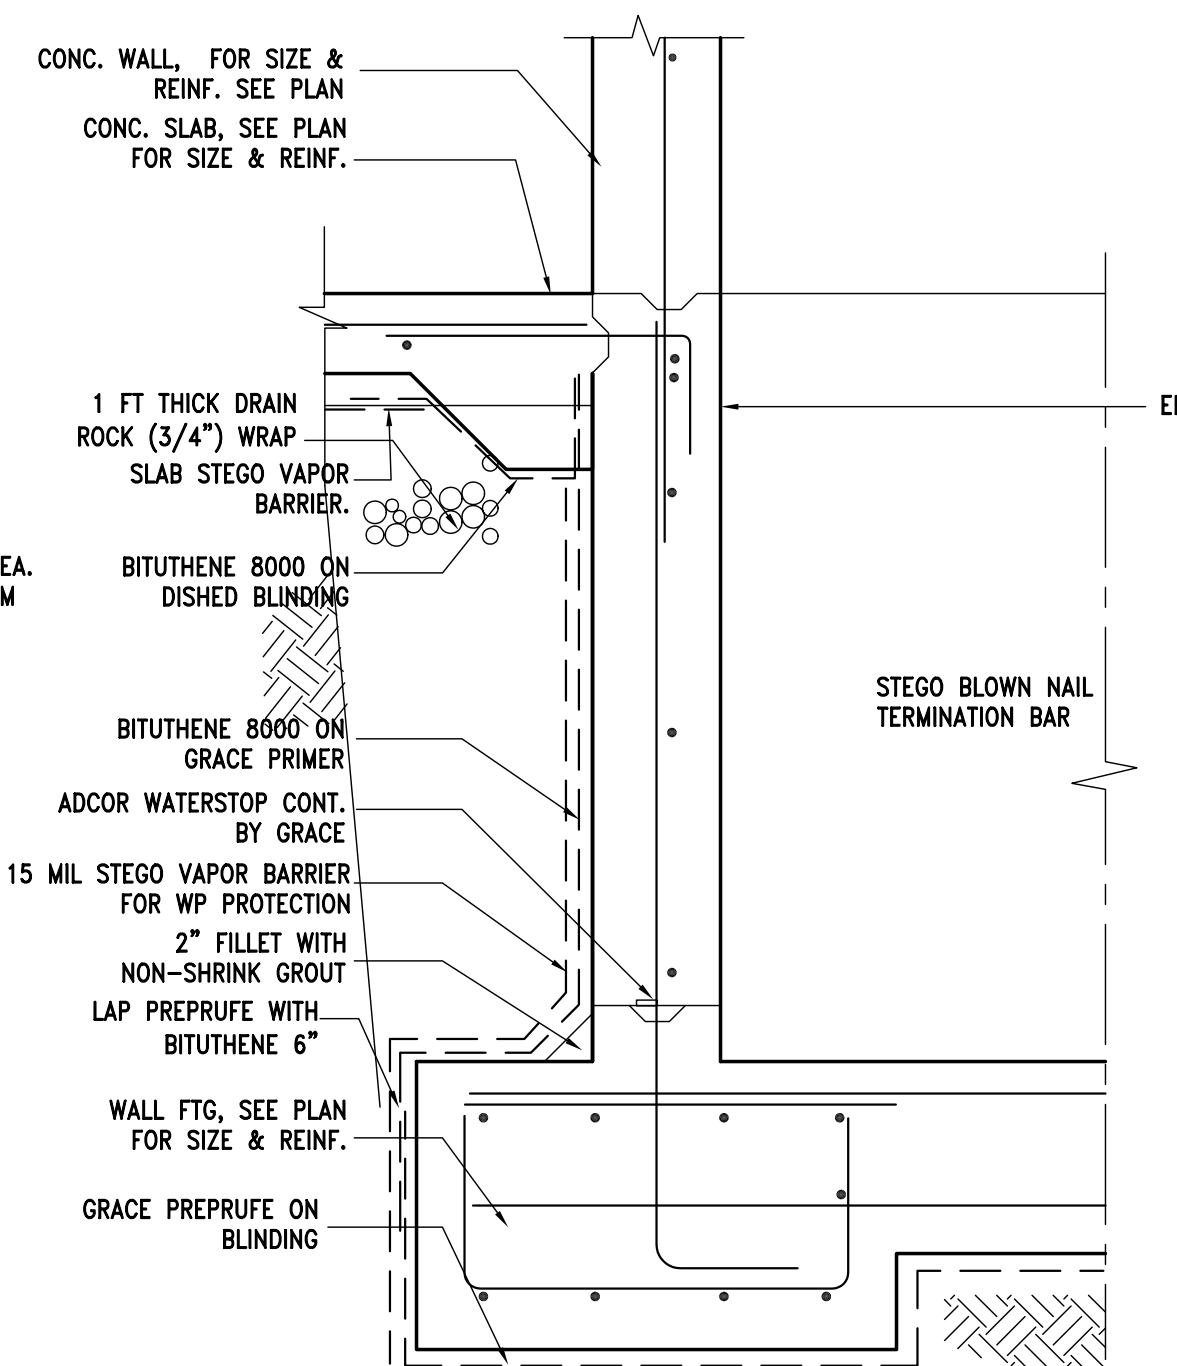 CONC. WALL, FOR SIZE &
REINF. SEE PLAN
CONC. SLAB, SEE PLAN
FOR SIZE & REINF.
1 FT THICK DRAIN
ROCK (3/4") WRAP
SLAB STEGO VAPOR
BARRIER.
EA.
M
BITUTHENE 8000 ON
DISHED BLINDING
STEGO BLOWN NAIL
TERMINATION BAR
BITUTHENE 8000 ON
GRACE PRIMER
ADCOR WATERSTOP CONT.
BY GRACE
15 MIL STEGO VAPOR BARRIER
FOR WP PROTECTION
2" FILLET WITH
NON-SHRINK GROUT
LAP PREPRUFE WITH
BITUTHENE 6"
WALL FTG, SEE PLAN
FOR SIZE & REINF.
GRACE PREPRUFE ON
BLINDING